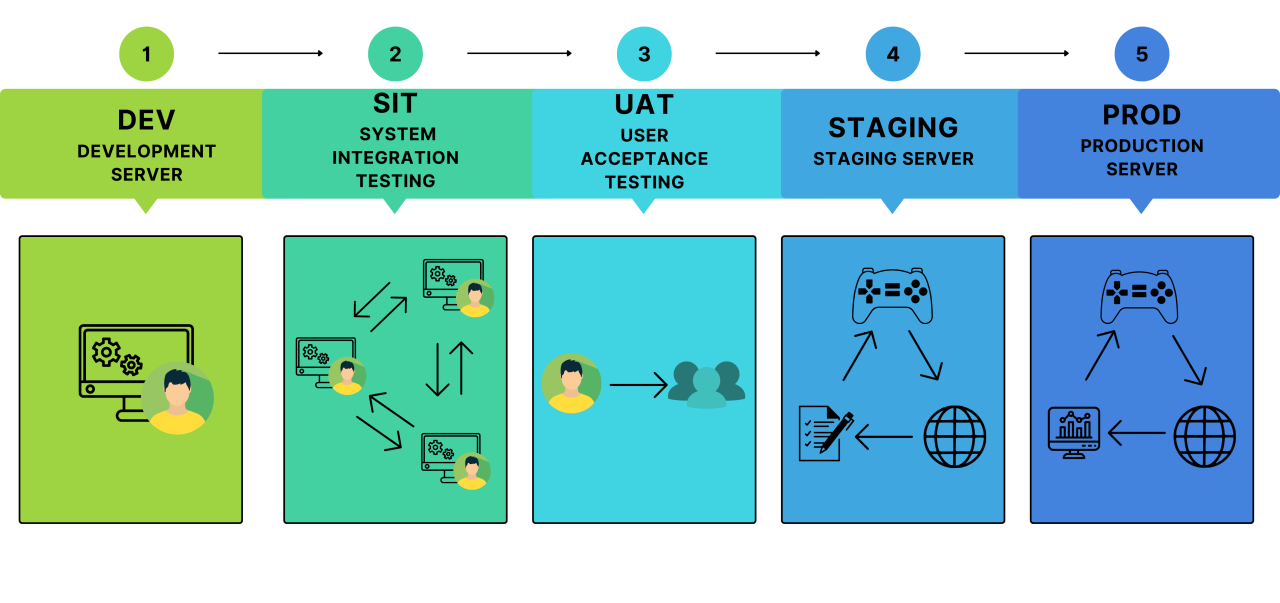 1
2
3
4
5
DEV
DEVELOPMENT
SERVER
SIT
SYSTEM
INTEGRATION
TESTING
UAT
USER
ACCEPTANCE
TESTING
STAGING
STAGING SERVER
PROD
PRODUCTION
SERVER